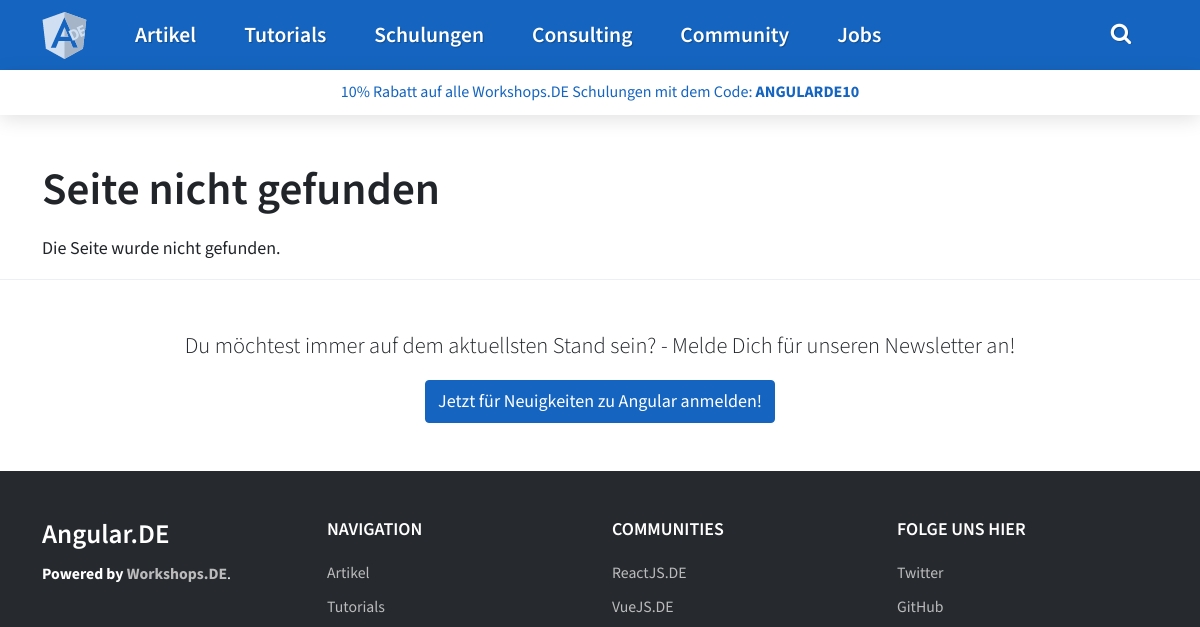 A DE
Artikel Tutorials Schulungen Consulting Community Jobs
10% Rabatt auf alle Workshops.DE Schulungen mit dem Code: ANGULARDE10
Seite nicht gefunden
Die Seite wurde nicht gefunden.
Du möchtest immer auf dem aktuellsten Stand sein? - Melde Dich für unseren Newsletter an!
Jetzt für Neuigkeiten zu Angular anmelden!
Angular.DE
Powered by Workshops.DE.
NAVIGATION
Artikel
Tutorials
COMMUNITIES
ReactJS.DE
VueJS.DE
FOLGE UNS HIER
Twitter
GitHub